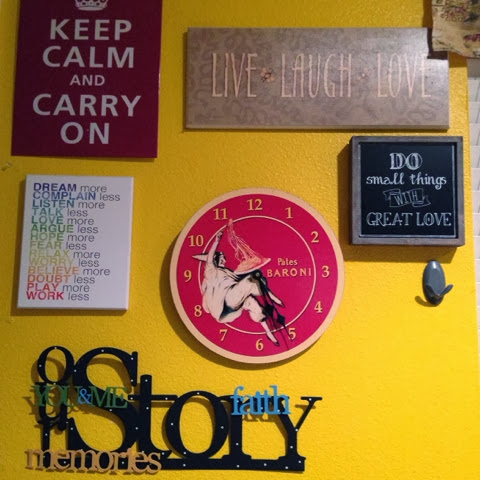 KEEP
CALM
AND
CARRY
ON
LIVE • LAUGH • LOVE
DO
small things
WITH
GREAT LOVE
DREAM more
COMPLAIN less
LISTEN more
TALK less
LOVE more
ARGUE less
HOPE more
FEAR less
RELAX more
WORRY less
BELIEVE more
DOUBT less
PLAY more
WORK less
12
1
2
3
4
5
6
7
8
9
10
11
Pâtes
BARONI
our
Story
YOU&ME
faith
memories